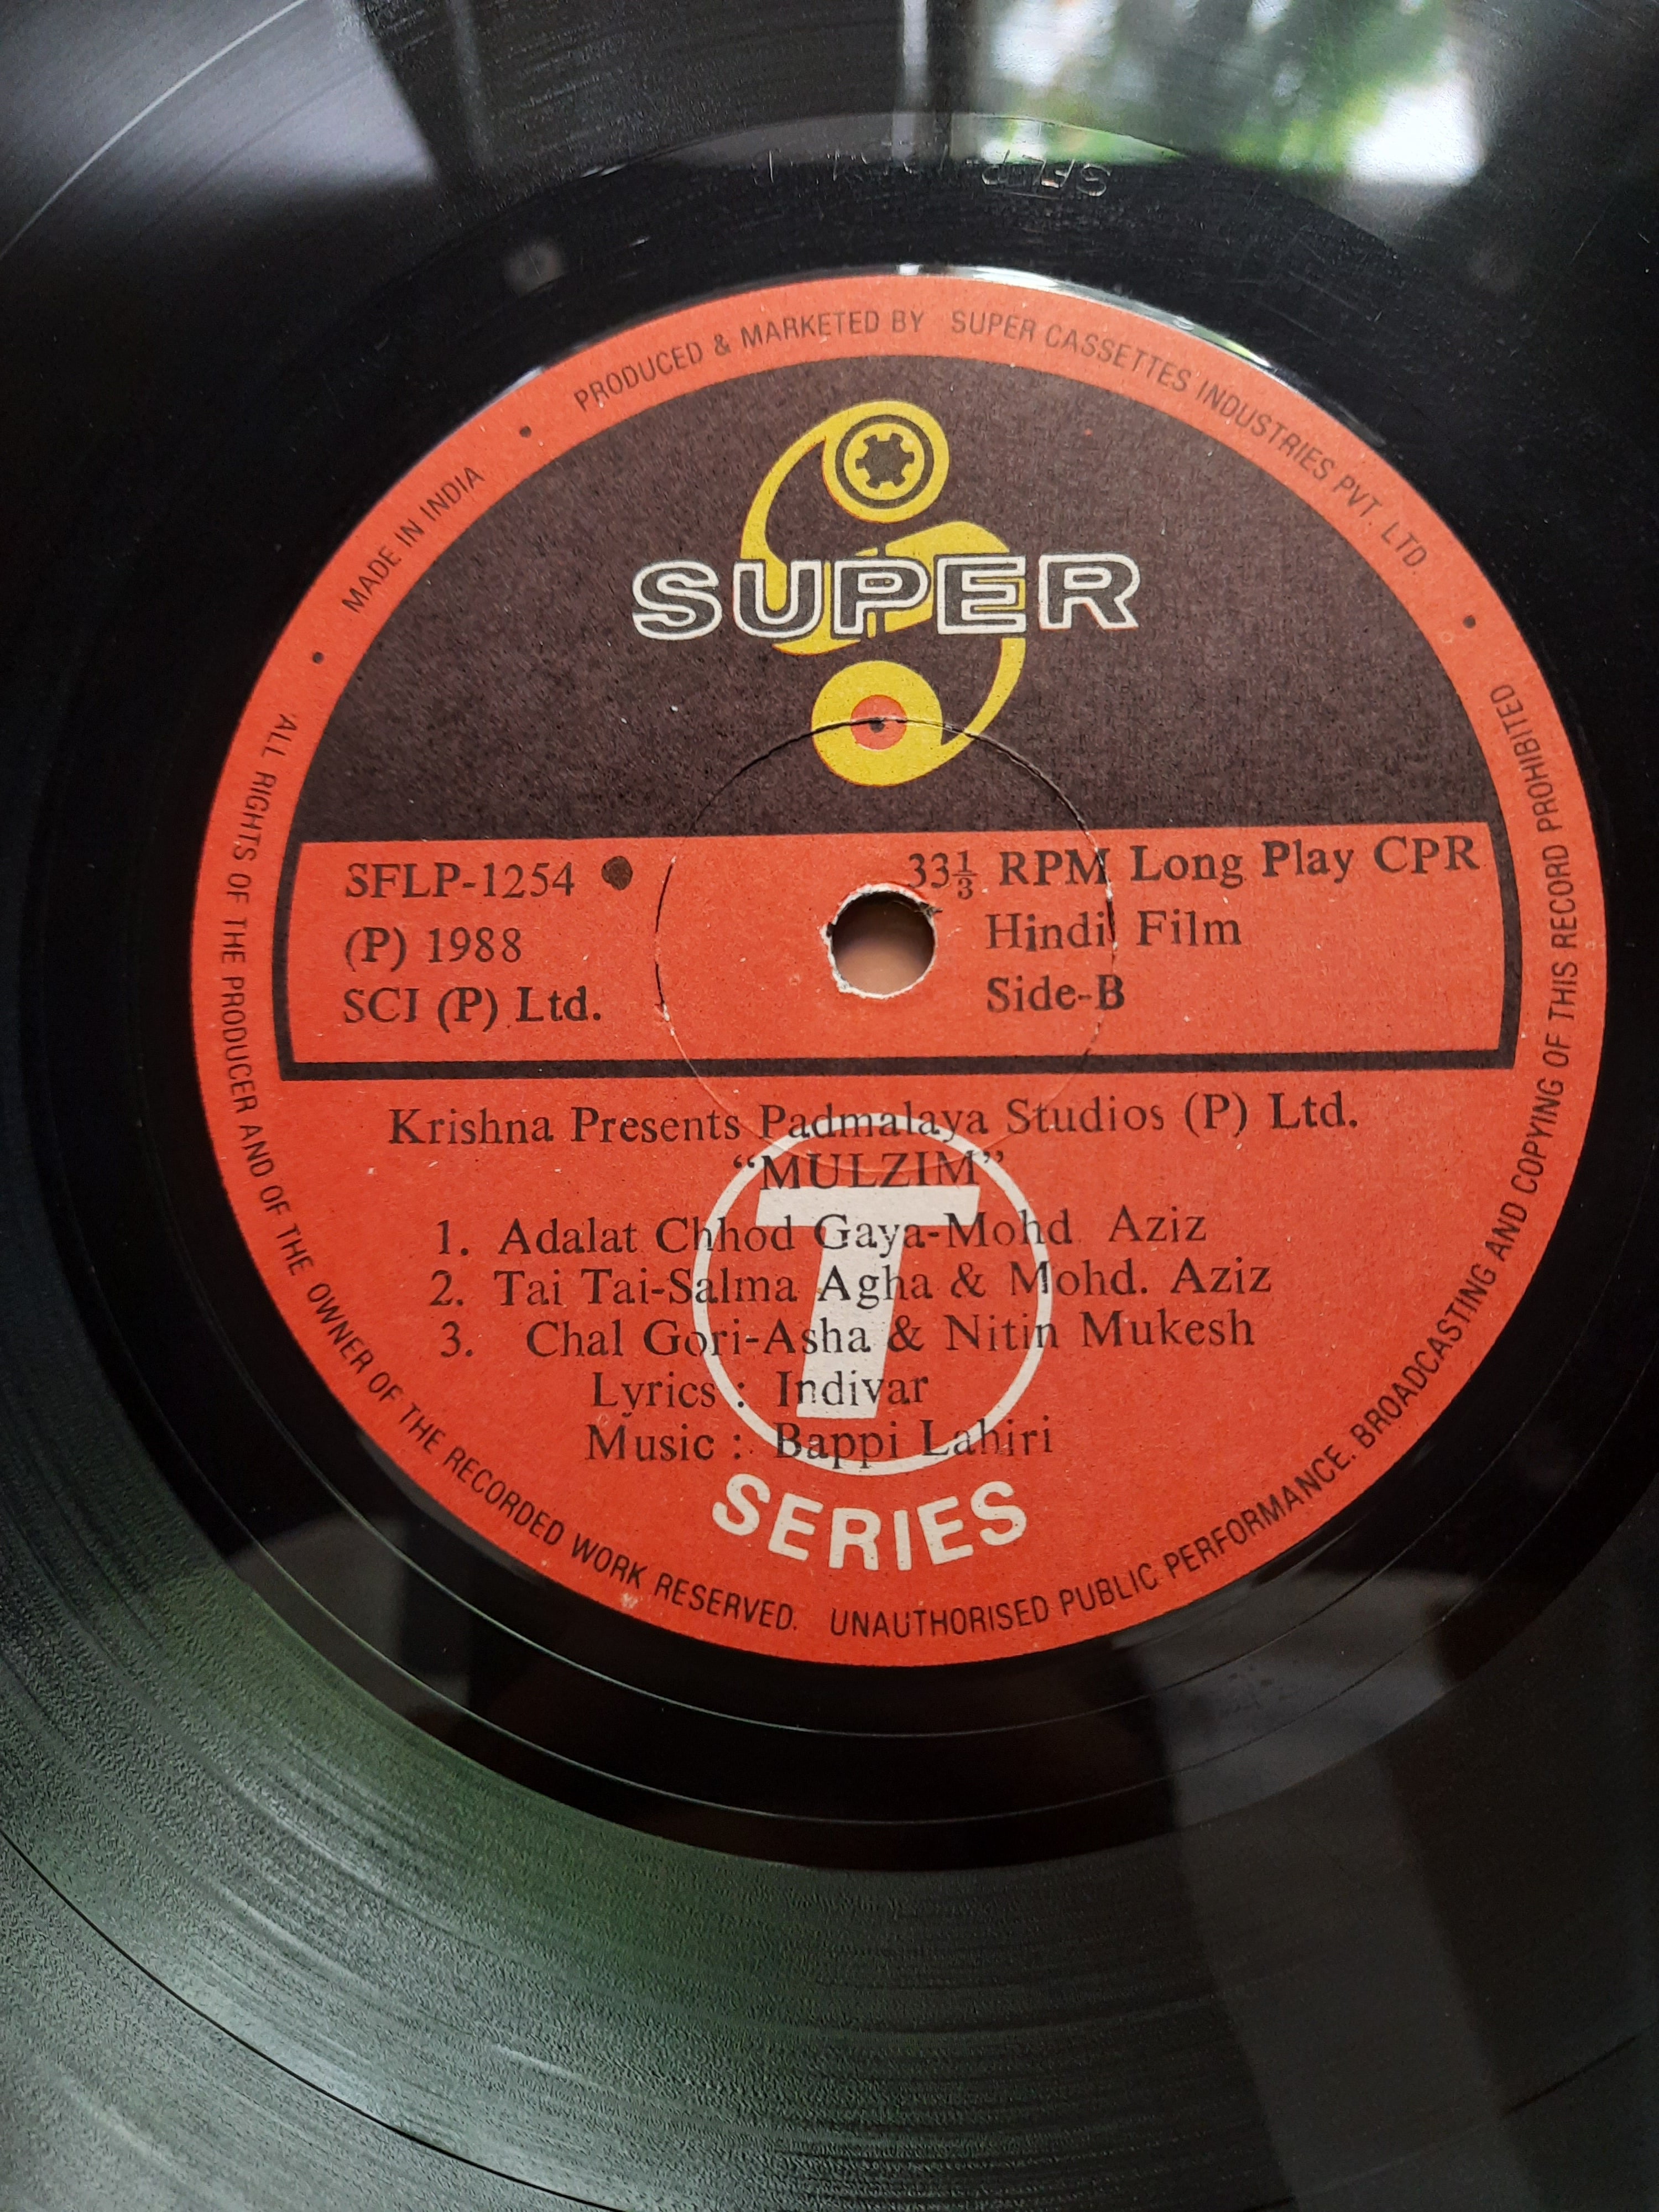 MADE IN INDIA • PRODUCED & MARKETED BY SUPER CASSETTES INDUSTRIES PVT. LTD. •
SUPER
SFLP-1254 ● 33⅓ RPM Long Play CPR
(P) 1988 Hindi Film
SCI (P) Ltd. Side-B
Krishna Presents Padmalaya Studios (P) Ltd.
“MULZIM”
1. Adalat Chhod Gaya-Mohd Aziz
2. Tai Tai-Salma Agha & Mohd. Aziz
3. Chal Gori-Asha & Nitin Mukesh
Lyrics : Indivar
Music : Bappi Lahiri
T
SERIES
ALL RIGHTS OF THE PRODUCER AND OF THE OWNER OF THE RECORDED WORK RESERVED. UNAUTHORISED PUBLIC PERFORMANCE. BROADCASTING AND COPYING OF THIS RECORD PROHIBITED